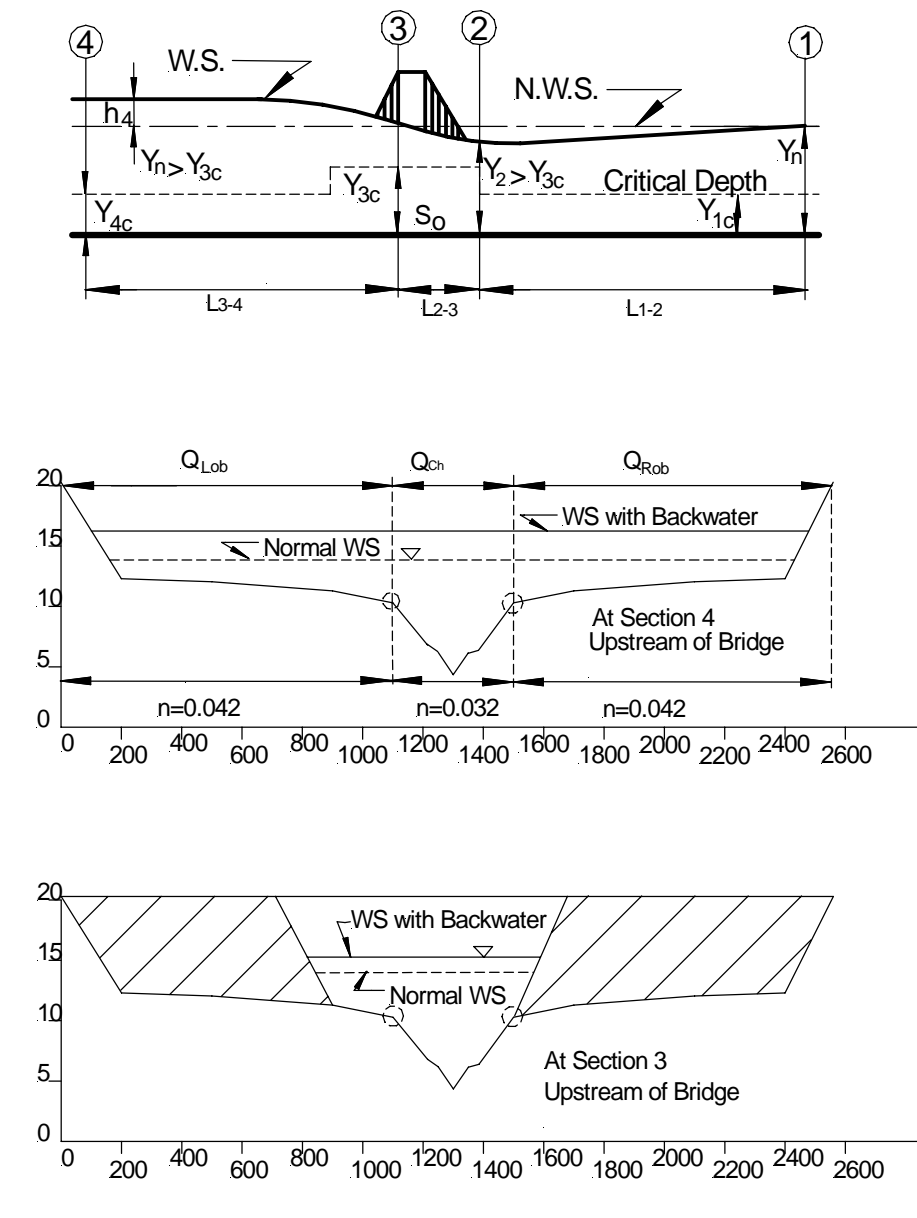 4
3
2
1
W.S.
N.W.S.
h4
Yn>Y3c
Y3c
Y2>Y3c
Critical Depth
Yn
Y4c
So
Y1c
L3-4
L2-3
L1-2
QLob
QCh
QRob
20
WS with Backwater
15
Normal WS
10
At Section 4
Upstream of Bridge
5
n=0.042
n=0.032
n=0.042
0
0 200 400 600 800 1000 1200 1400 1600 1800 2000 2200 2400 2600
20
WS with Backwater
15
Normal WS
10
At Section 3
Upstream of Bridge
5
0
0 200 400 600 800 1000 1200 1400 1600 1800 2000 2200 2400 2600